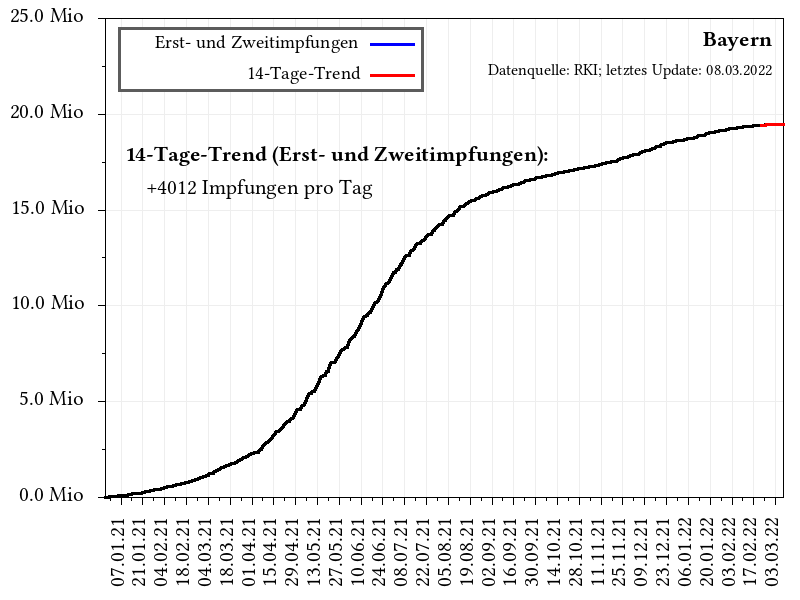 25.0 Mio
Erst- und Zweitimpfungen
14-Tage-Trend
Bayern
Datenquelle: RKI; letztes Update: 08.03.2022
20.0 Mio
14-Tage-Trend (Erst- und Zweitimpfungen):
+4012 Impfungen pro Tag
15.0 Mio
10.0 Mio
5.0 Mio
0.0 Mio
07.01.21
21.01.21
04.02.21
18.02.21
04.03.21
18.03.21
01.04.21
15.04.21
29.04.21
13.05.21
27.05.21
10.06.21
24.06.21
08.07.21
22.07.21
05.08.21
19.08.21
02.09.21
16.09.21
30.09.21
14.10.21
28.10.21
11.11.21
25.11.21
09.12.21
23.12.21
06.01.22
20.01.22
03.02.22
17.02.22
03.03.22